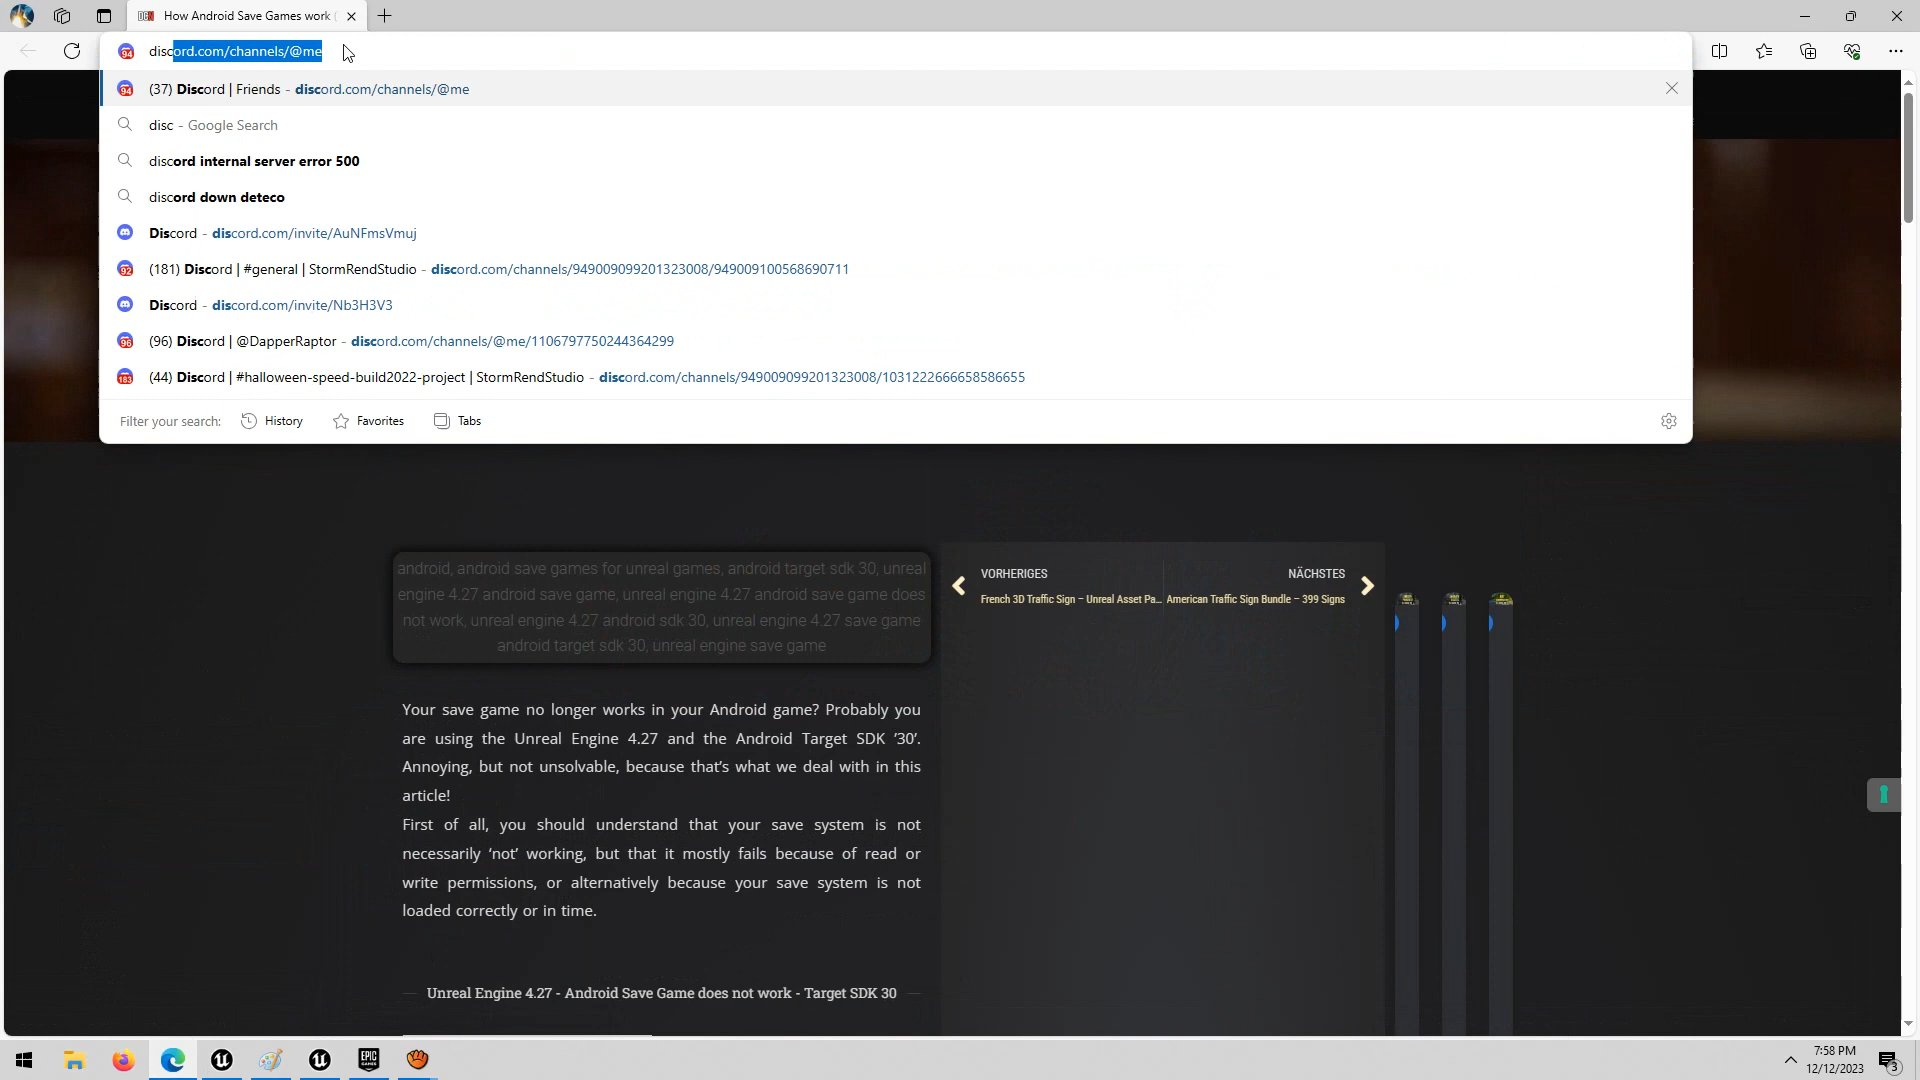 How Android Save Games work (
discord.com/channels/@me
(37) Discord | Friends - discord.com/channels/@me
disc - Google Search
discord internal server error 500
discord down deteco
Discord - discord.com/invite/AuNFmsVmuj
(181) Discord | #general | StormRendStudio - discord.com/channels/949009099201323008/949009100568690711
Discord - discord.com/invite/Nb3H3V3
(96) Discord | @DapperRaptor - discord.com/channels/@me/1106797750244364299
(44) Discord | #halloween-speed-build2022-project | StormRendStudio - discord.com/channels/949009099201323008/1031222666658586655
Filter your search: History Favorites Tabs
android, android save games for unreal games, android target sdk 30, unreal
engine 4.27 android save game, unreal engine 4.27 android save game does
not work, unreal engine 4.27 android sdk 30, unreal engine 4.27 save game
android target sdk 30, unreal engine save game
VORHERIGES
French 3D Traffic Sign – Unreal Asset Pa...
NÄCHSTES
American Traffic Sign Bundle – 399 Signs
Your save game no longer works in your Android game? Probably you
are using the Unreal Engine 4.27 and the Android Target SDK ’30’.
Annoying, but not unsolvable, because that’s what we deal with in this
article!
First of all, you should understand that your save system is not
necessarily ‘not’ working, but that it mostly fails because of read or
write permissions, or alternatively because your save system is not
loaded correctly or in time.
Unreal Engine 4.27 - Android Save Game does not work - Target SDK 30
EPIC
GAMES
7:58 PM
12/12/2023
3